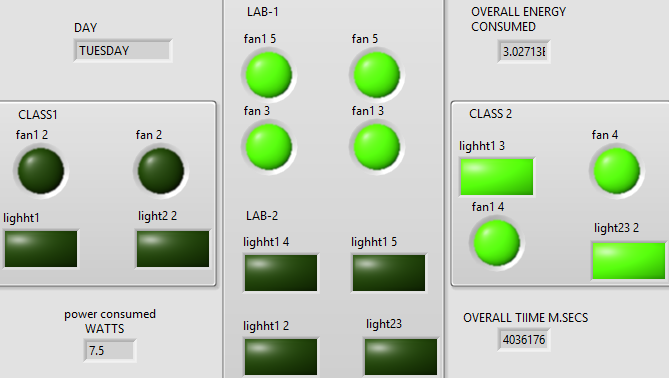 DAY
TUESDAY
CLASS1
fan1 2
fan 2
lighht1
light2 2
power consumed
WATTS
7.5
LAB-1
fan1 5
fan 5
fan 3
fan1 3
LAB-2
lighht1 4
lighht1 5
lighht1 2
light23
OVERALL ENERGY
CONSUMED
3.02713E
CLASS 2
lighht1 3
fan 4
fan1 4
light23 2
OVERALL TIIME M.SECS
4036176